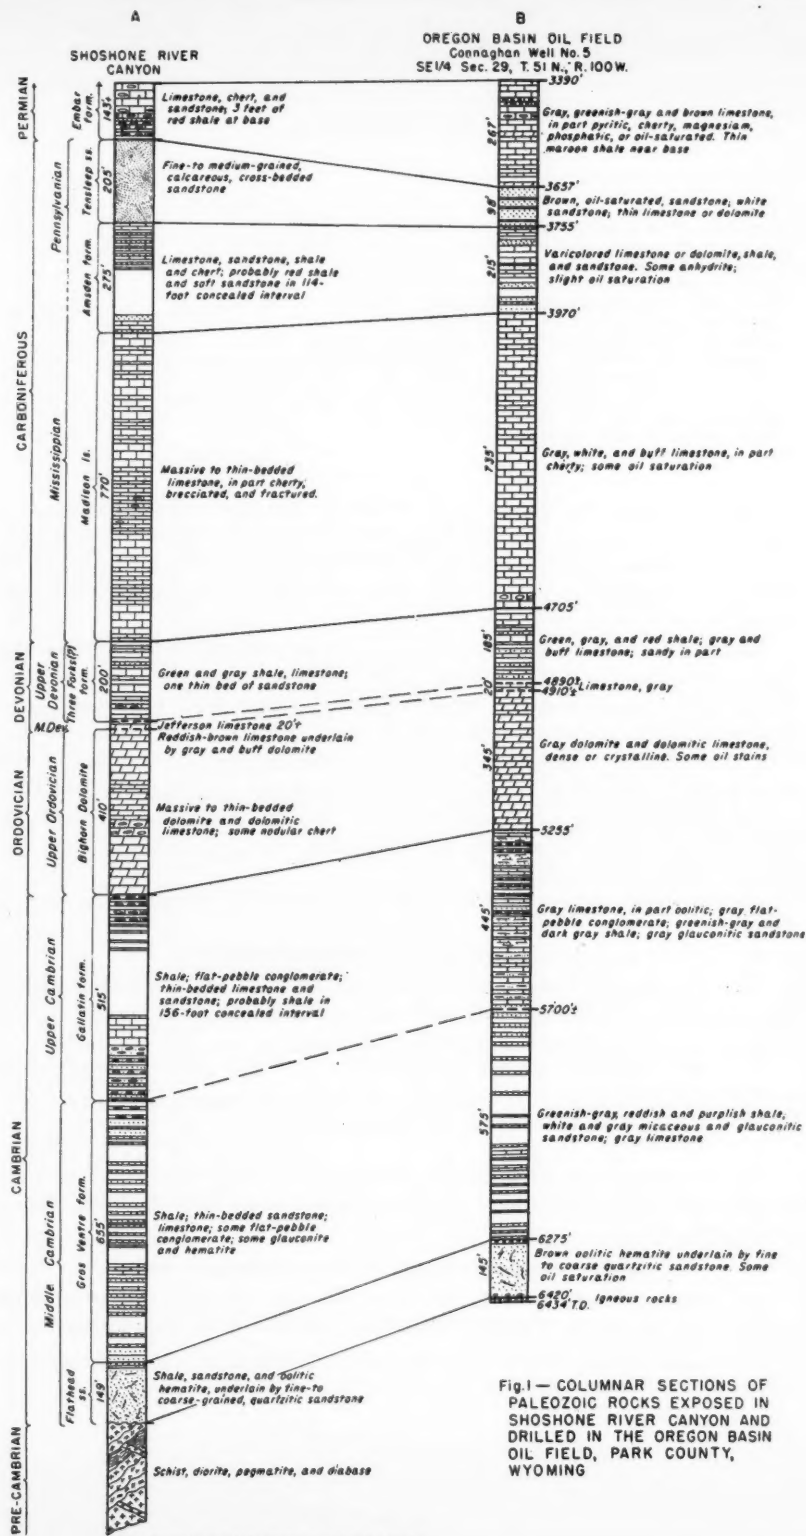 A
SHOSHONE RIVER
CANYON
B
OREGON BASIN OIL FIELD
Connaghan Well No. 5
SE1/4 Sec. 29, T. 51 N., R. 100 W.
PERMIAN
CARBONIFEROUS
DEVONIAN
ORDOVICIAN
CAMBRIAN
PRE-CAMBRIAN
Pennsylvanian
Mississippian
Upper
Devonian
M.Dev.
Upper Ordovician
Upper Cambrian
Middle Cambrian
Embar
form.
143±
Limestone, chert, and
sandstone; 3 feet of
red shale at base
Tensleep ss.
205'
Fine-to medium-grained,
calcareous, cross-bedded
sandstone
Amsden form.
275'
Limestone, sandstone, shale
and chert; probably red shale
and soft sandstone in 114-
foot concealed interval
Madison ls.
770'
Massive to thin-bedded
limestone, in part cherty,
brecciated, and fractured.
Three Forks(?)
form.
200'
Green and gray shale, limestone;
one thin bed of sandstone
Jefferson limestone 20'±
Reddish-brown limestone underlain
by gray and buff dolomite
Bighorn Dolomite
410'
Massive to thin-bedded
dolomite and dolomitic
limestone; some nodular chert
Gallatin form.
515'
Shale; flat-pebble conglomerate;
thin-bedded limestone and
sandstone; probably shale in
156-foot concealed interval
Gros Ventre form.
655'
Shale; thin-bedded sandstone;
limestone; some flat-pebble
conglomerate; some glauconite
and hematite
Flathead
ss.
149'
Shale, sandstone, and oolitic
hematite, underlain by fine-to
coarse-grained, quartzitic sandstone
Schist, diorite, pegmatite, and diabase
3390'
267'
Gray, greenish-gray and brown limestone,
in part pyritic, cherty, magnesiam,
phosphatic, or oil-saturated. Thin
maroon shale near base
3657'
98'
Brown, oil-saturated, sandstone; white
sandstone; thin limestone or dolomite
3755'
215'
Varicolored limestone or dolomite, shale,
and sandstone. Some anhydrite;
slight oil saturation
3970'
735'
Gray, white, and buff limestone, in part
cherty; some oil saturation
4705'
185'
Green, gray, and red shale; gray and
buff limestone; sandy in part
4890'±
20'
4910'± Limestone, gray
345'
Gray dolomite and dolomitic limestone,
dense or crystalline. Some oil stains
5255'
445'
Gray limestone, in part oolitic; gray flat-
pebble conglomerate; greenish-gray and
dark gray shale; gray glauconitic sandstone
5700'±
575'
Greenish-gray, reddish and purplish shale;
white and gray micaceous and glauconitic
sandstone; gray limestone
6275'
145'
Brown oolitic hematite underlain by fine
to coarse quartzitic sandstone. Some
oil saturation
6420' Igneous rocks
6434' T.D.
Fig. 1 — COLUMNAR SECTIONS OF
PALEOZOIC ROCKS EXPOSED IN
SHOSHONE RIVER CANYON AND
DRILLED IN THE OREGON BASIN
OIL FIELD, PARK COUNTY,
WYOMING